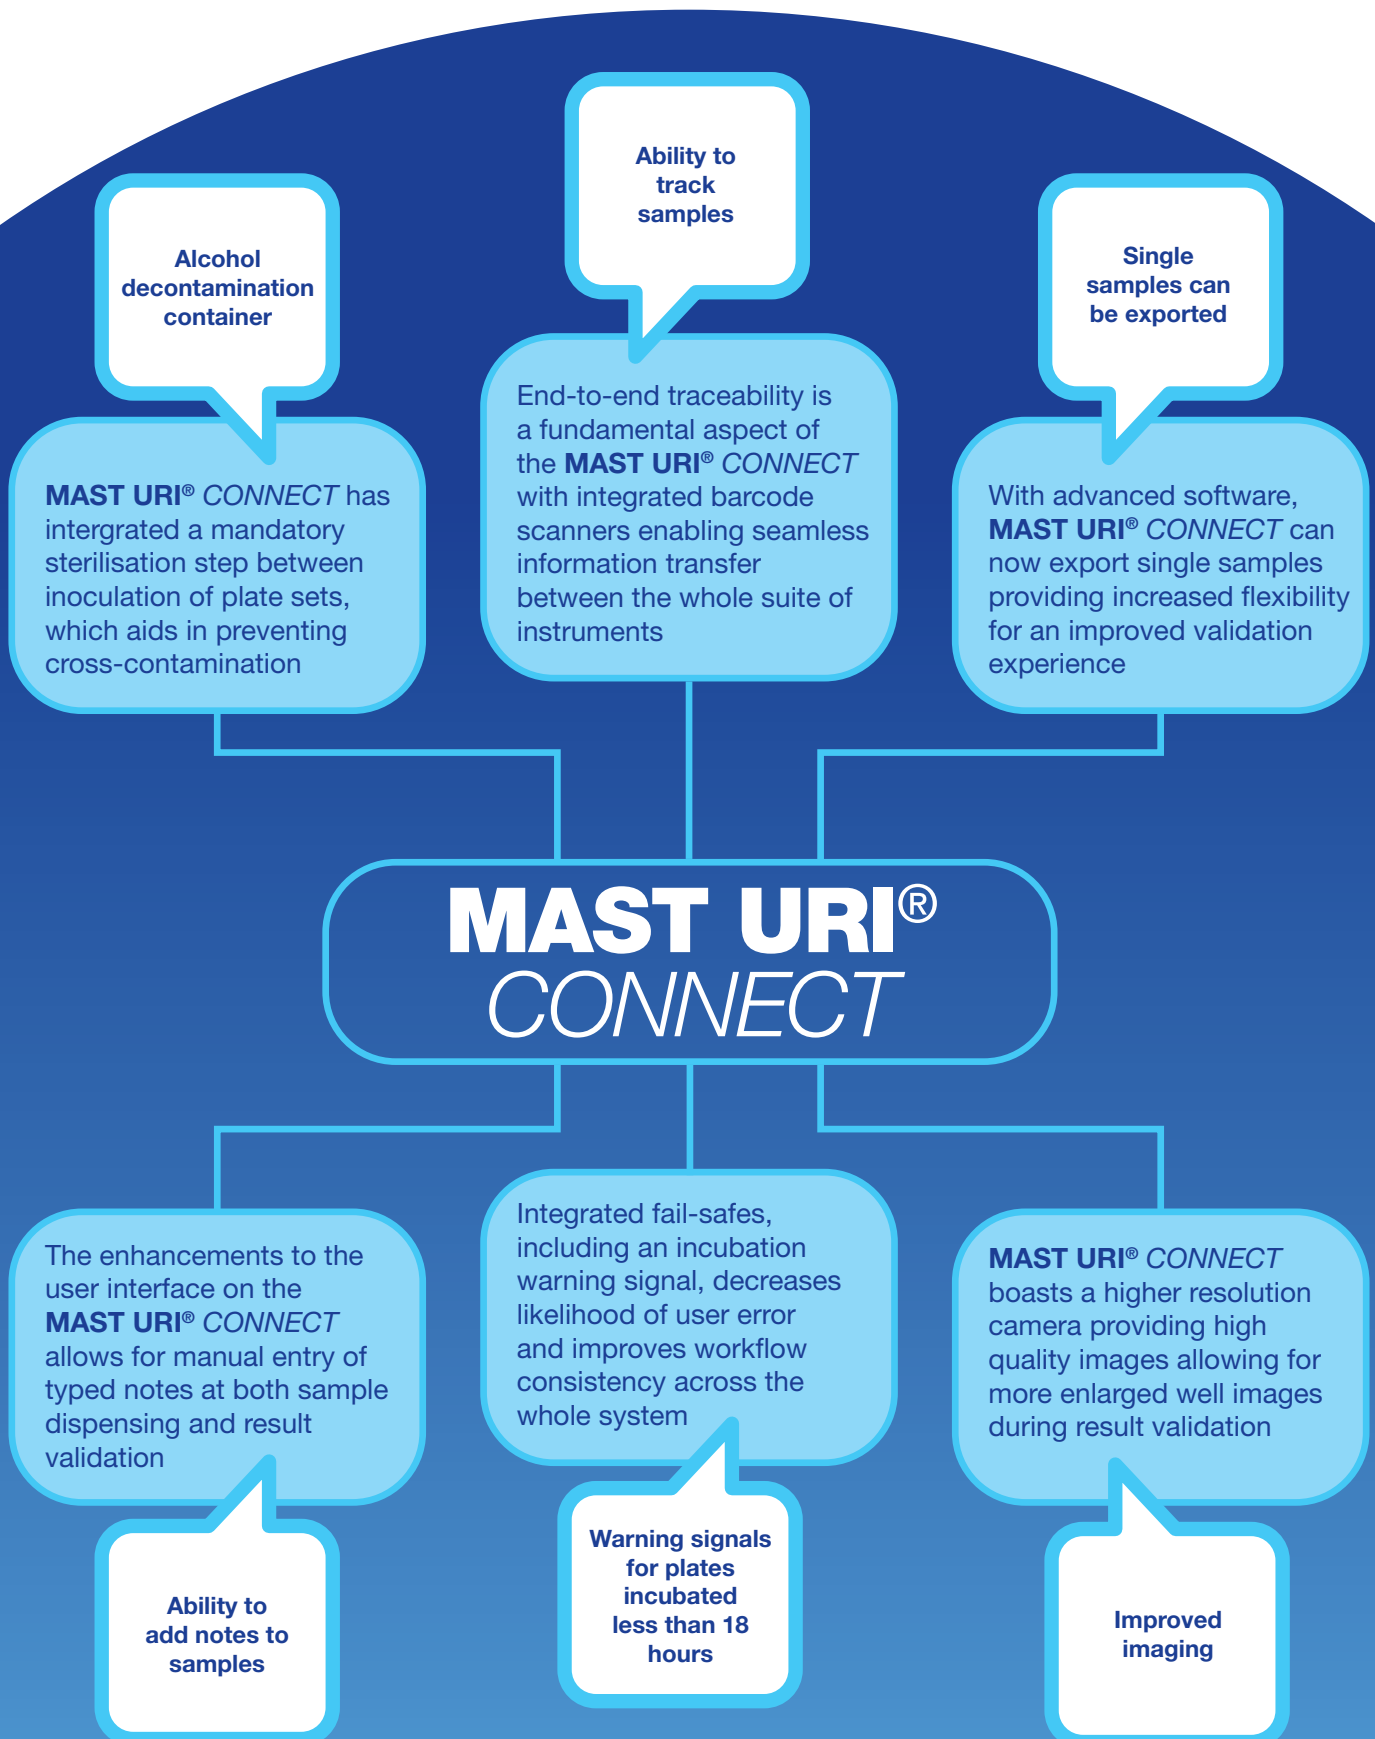 Alcohol
decontamination
container
MAST URI® CONNECT has
intergrated a mandatory
sterilisation step between
inoculation of plate sets,
which aids in preventing
cross-contamination
Ability to
track
samples
End-to-end traceability is
a fundamental aspect of
the MAST URI® CONNECT
with integrated barcode
scanners enabling seamless
information transfer
between the whole suite of
instruments
Single
samples can
be exported
With advanced software,
MAST URI® CONNECT can
now export single samples
providing increased flexibility
for an improved validation
experience
MAST URI®
CONNECT
The enhancements to the
user interface on the
MAST URI® CONNECT
allows for manual entry of
typed notes at both sample
dispensing and result
validation
Ability to
add notes to
samples
Integrated fail-safes,
including an incubation
warning signal, decreases
likelihood of user error
and improves workflow
consistency across the
whole system
Warning signals
for plates
incubated
less than 18
hours
MAST URI® CONNECT
boasts a higher resolution
camera providing high
quality images allowing for
more enlarged well images
during result validation
Improved
imaging